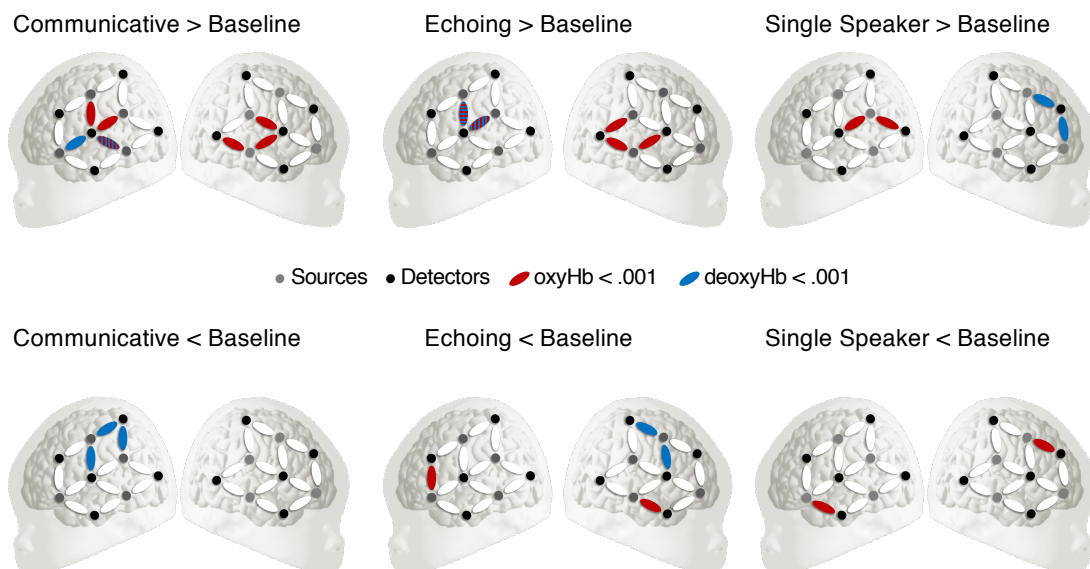 Communicative > Baseline
Echoing > Baseline
Single Speaker > Baseline
Sources
Detectors
oxyHb < .001
deoxyHb < .001
Communicative < Baseline
Echoing < Baseline
Single Speaker < Baseline